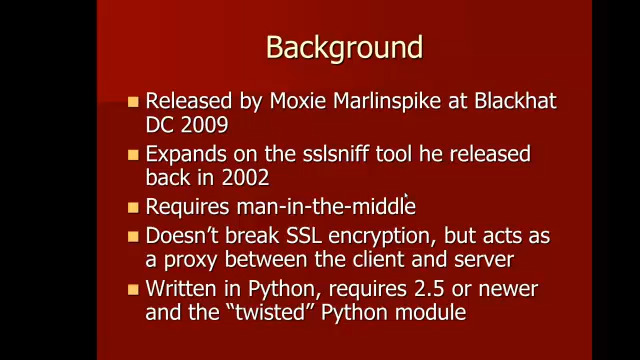 Background
Released by Moxie Marlinspike at Blackhat
DC 2009
Expands on the sslsniff tool he released
back in 2002
Requires man-in-the-middle
Doesn't break SSL encryption, but acts as
a proxy between the client and server
Written in Python, requires 2.5 or newer
and the “twisted” Python module